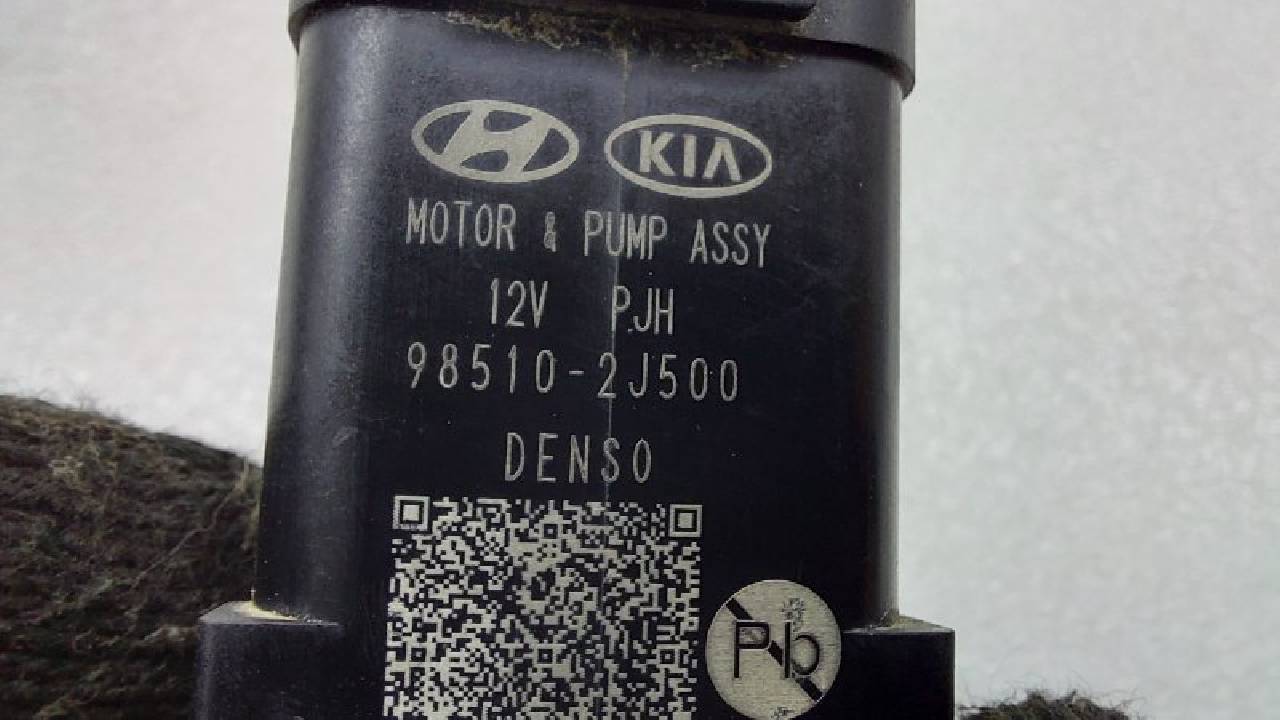 KIA
MOTOR & PUMP ASSY
12V PJH
98510-2J500
DENSO
Pb